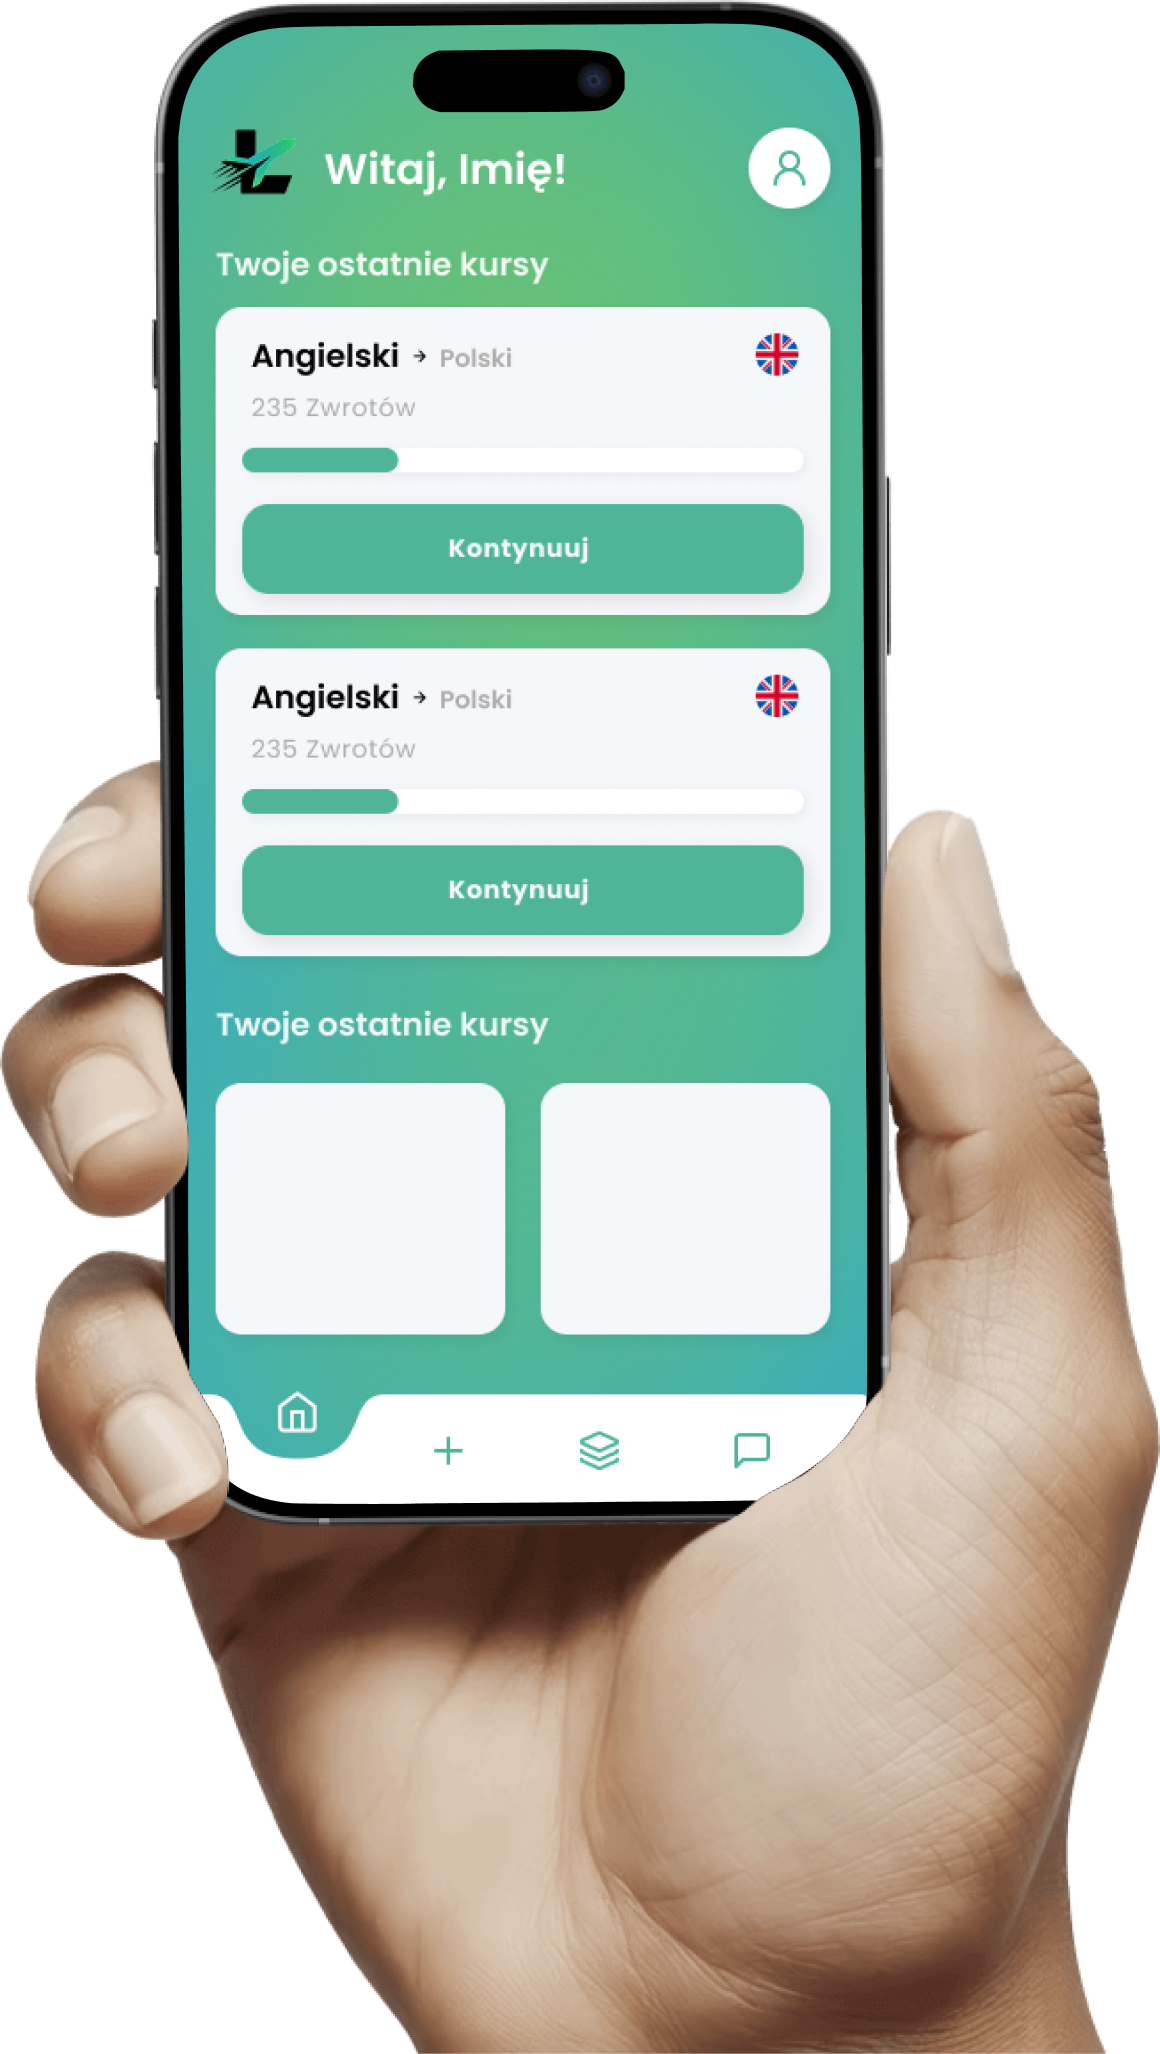 Witaj, Imię!
Twoje ostatnie kursy
Angielski → Polski
235 Zwrotów
Kontynuuj
Angielski → Polski
235 Zwrotów
Kontynuuj
Twoje ostatnie kursy